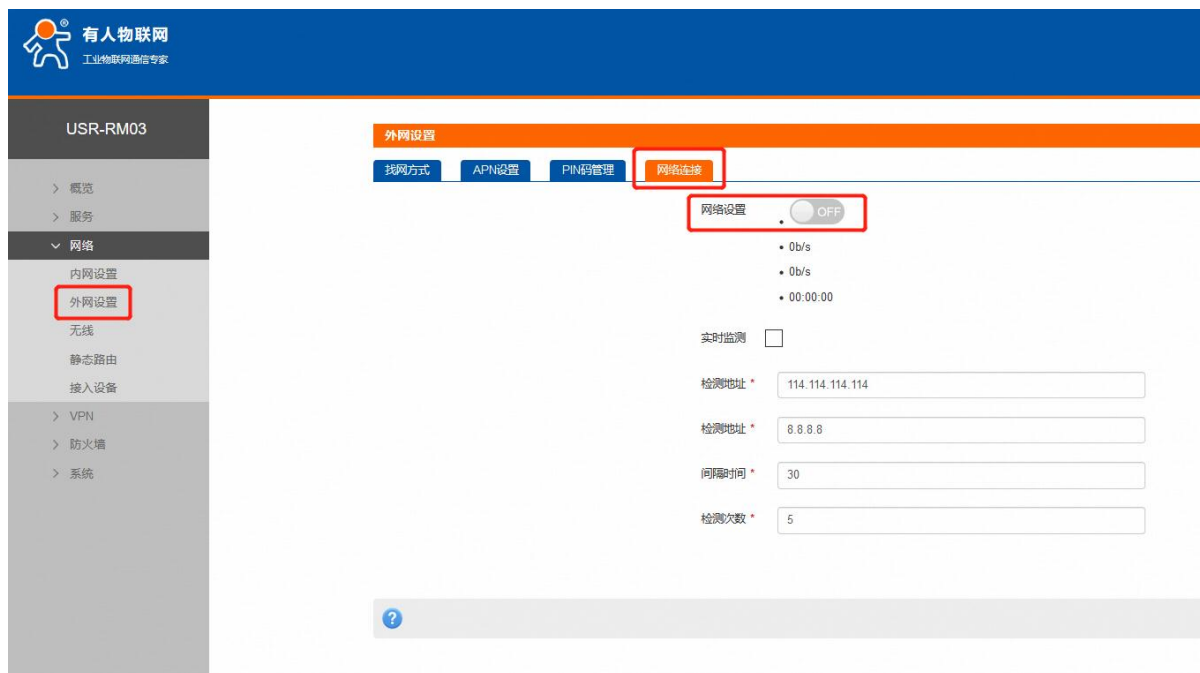 有人物联网
®
工业物联网通信专家
USR-RM03
> 概览
> 服务
网络
内网设置
外网设置
无线
静态路由
接入设备
> VPN
> 防火墙
> 系统
外网设置
找网方式 APN设置 PIN码管理 网络连接
网络设置 • OFF
• 0b/s
• 0b/s
• 00:00:00
实时监测
检测地址 * 114.114.114.114
检测地址 * 8.8.8.8
间隔时间 * 30
检测次数 * 5
?